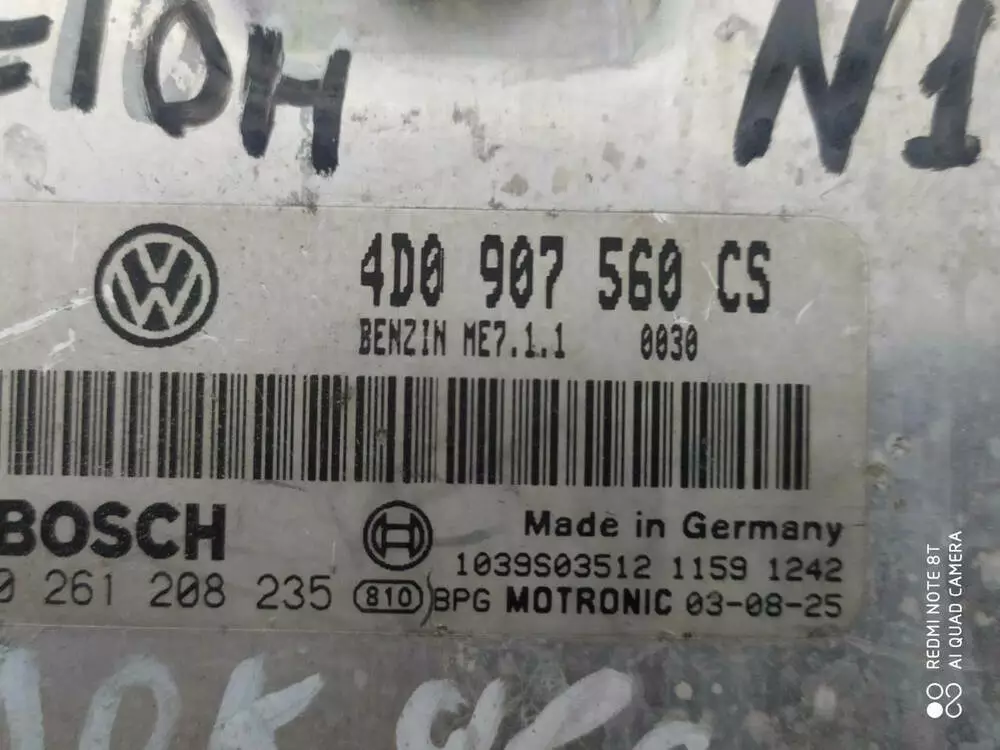 N1
4D0 907 560 CS
BENZIN ME7.1.1 0030
BOSCH
Made in Germany
1039S03512 1159 1242
0 261 208 235 810 BPG MOTRONIC 03-08-25
REDMI NOTE 8T
AI QUAD CAMERA